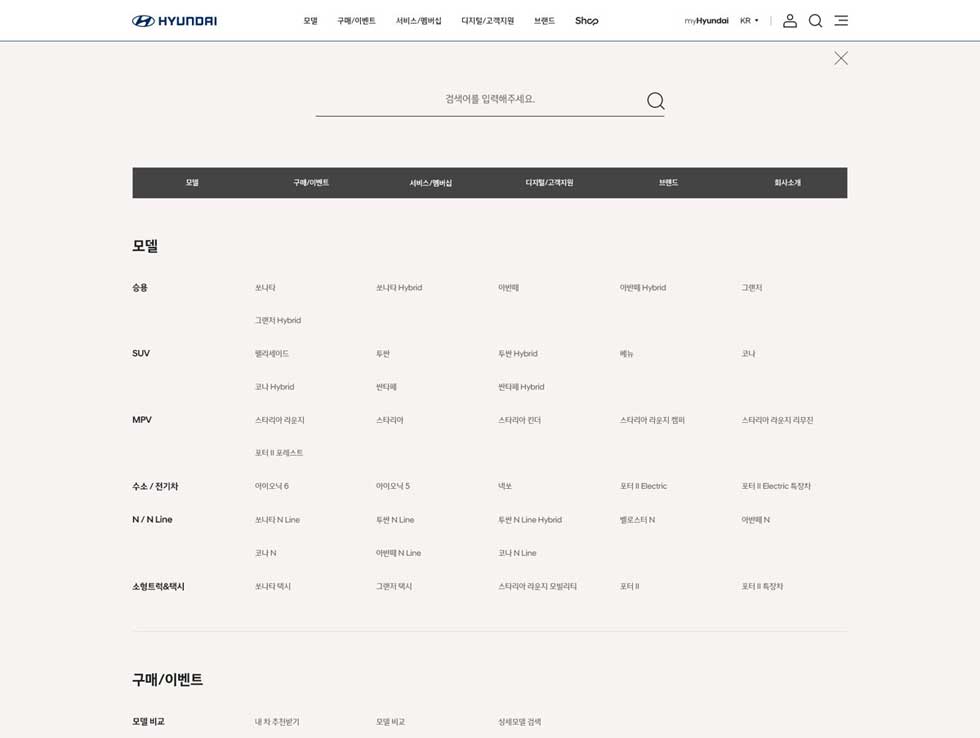 HYUNDAI 모델 구매/이벤트 서비스/멤버십 디지털/고객지원 브랜드 Shop myHyundai KR
검색어를 입력해주세요.
모델 구매/이벤트 서비스/멤버십 디지털/고객지원 브랜드 회사소개
모델
승용 쏘나타 쏘나타 Hybrid 아반떼 아반떼 Hybrid 그랜저
그랜저 Hybrid
SUV 팰리세이드 투싼 투싼 Hybrid 베뉴 코나
코나 Hybrid 싼타페 싼타페 Hybrid
MPV 스타리아 라운지 스타리아 스타리아 킨더 스타리아 라운지 캠퍼 스타리아 라운지 리무진
포터 II 포레스트
수소 / 전기차 아이오닉 6 아이오닉 5 넥쏘 포터 II Electric 포터 II Electric 특장차
N / N Line 쏘나타 N Line 투싼 N Line 투싼 N Line Hybrid 벨로스터 N 아반떼 N
코나 N 아반떼 N Line 코나 N Line
소형트럭&택시 쏘나타 택시 그랜저 택시 스타리아 라운지 모빌리티 포터 II 포터 II 특장차
구매/이벤트
모델 비교 내 차 추천받기 모델 비교 상세모델 검색